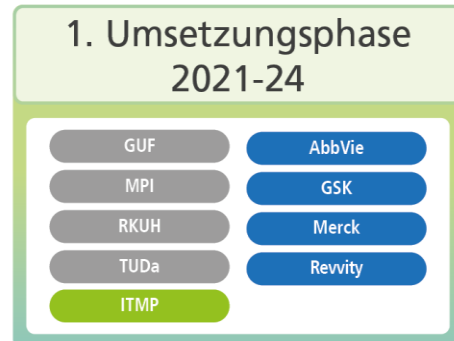 1. Umsetzungsphase
2021-24
GUF
MPI
RKUH
TUDa
ITMP
AbbVie
GSK
Merck
Revvity